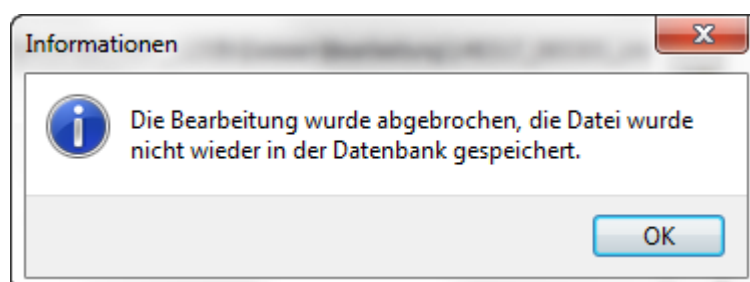 Informationen
Die Bearbeitung wurde abgebrochen, die Datei wurde
nicht wieder in der Datenbank gespeichert.
OK